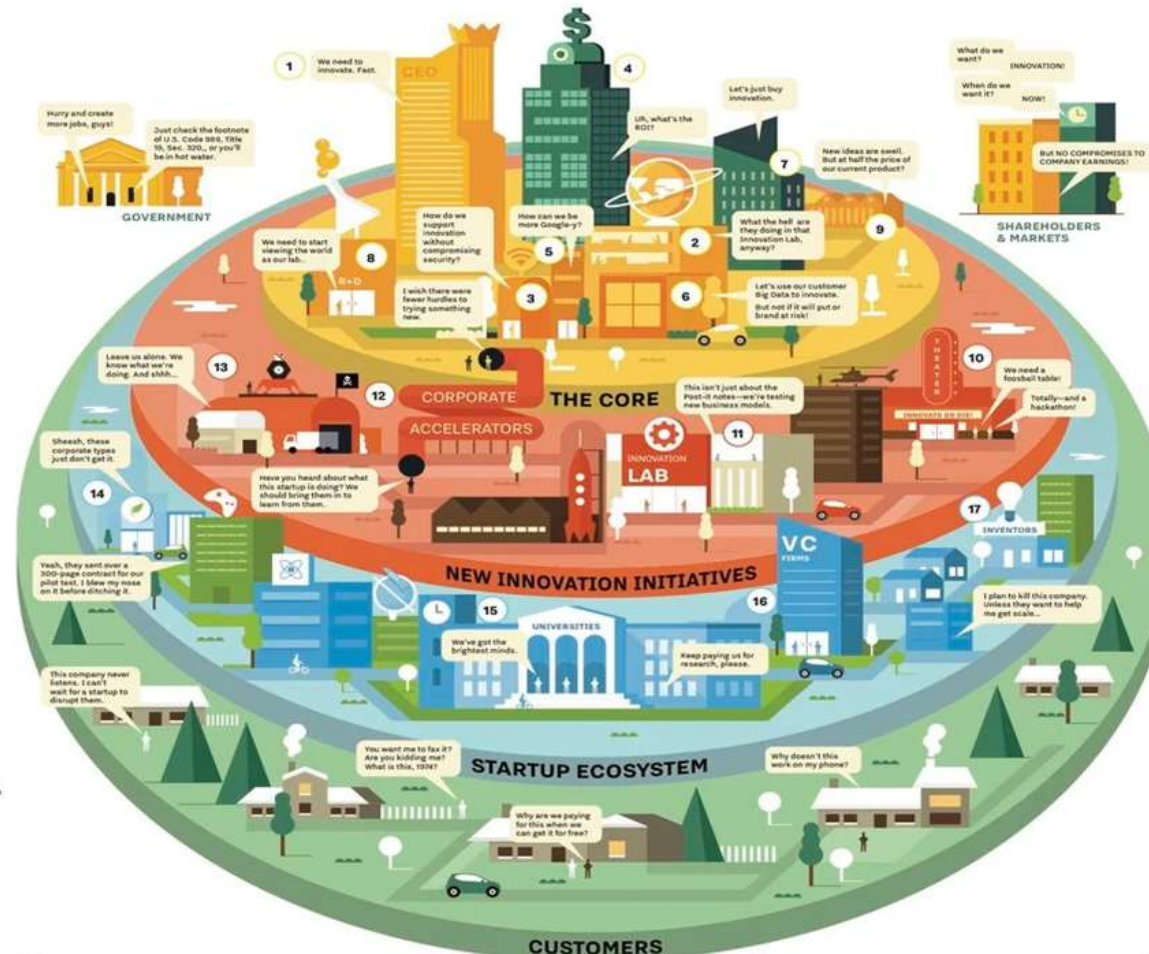 1
We need to
innovate. Fast.
CEO
$
4
Uh, what's the
ROI?
Let's just buy
innovation.
7
What do we
want?
INNOVATION!
When do we
want it?
NOW!
But NO COMPROMISES TO
COMPANY EARNINGS!
SHAREHOLDERS
& MARKETS
Hurry and create
more jobs, guys!
Just check the footnote
of U.S. Code 989, Title
19, Sec. 320., or you'll
be in hot water.
GOVERNMENT
New ideas are swell.
But at half the price of
our current product?
9
We need to start
viewing the world
as our lab...
8
R+D
How do we
support
innovation
without
compromising
security?
How can we be
more Google-y?
5
3
2
What the hell are
they doing in that
Innovation Lab,
anyway?
6
Let's use our customer
Big Data to innovate.
But not if it will put or
brand at risk!
I wish there were
fewer hurdles to
trying something
new.
THE CORE
Leave us alone. We
know what we're
doing. And shhh...
13
12
CORPORATE
ACCELERATORS
This isn't just about the
Post-it notes—we're testing
new business models.
11
INNOVATION
LAB
THEATER
10
INNOVATE OR DIE!
We need a
foosball table!
Totally—and a
hackathon!
Have you heard about what
this startup is doing? We
should bring them in to
learn from them.
NEW INNOVATION INITIATIVES
Sheesh, these
corporate types
just don't get it.
14
Yeah, they sent over a
300-page contract for our
pilot test. I blew my nose
on it before ditching it.
15
UNIVERSITIES
We've got the
brightest minds.
Keep paying us for
research, please.
16
VC
FIRMS
17
INVENTORS
I plan to kill this company.
Unless they want to help
me get scale...
STARTUP ECOSYSTEM
This company never
listens. I can't
wait for a startup to
disrupt them.
You want me to fax it?
Are you kidding me?
What is this, 1974?
Why are we paying
for this when we
can get it for free?
Why doesn't this
work on my phone?
CUSTOMERS